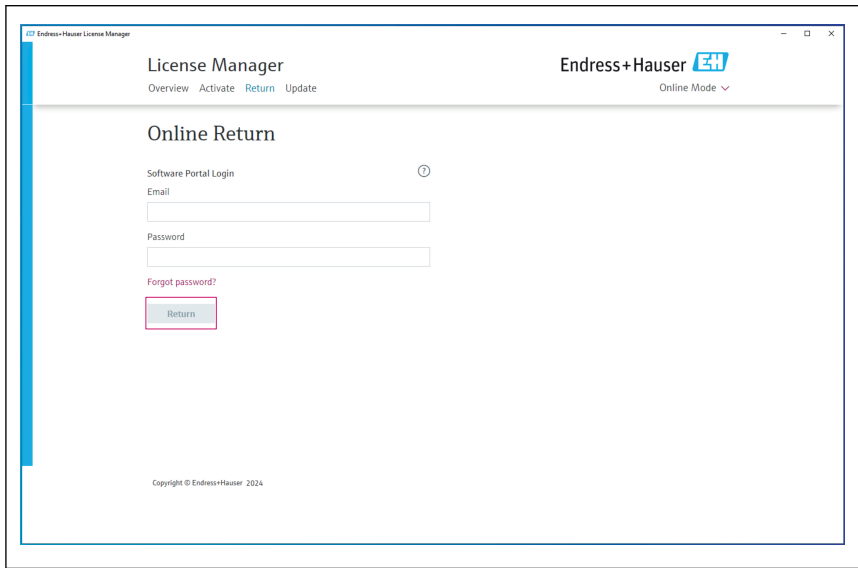 Endress+Hauser License Manager
License Manager
Endress+Hauser EH
Overview Activate Return Update
Online Mode
Online Return
Software Portal Login ?
Email
Password
Forgot password?
Return
Copyright © Endress+Hauser 2024